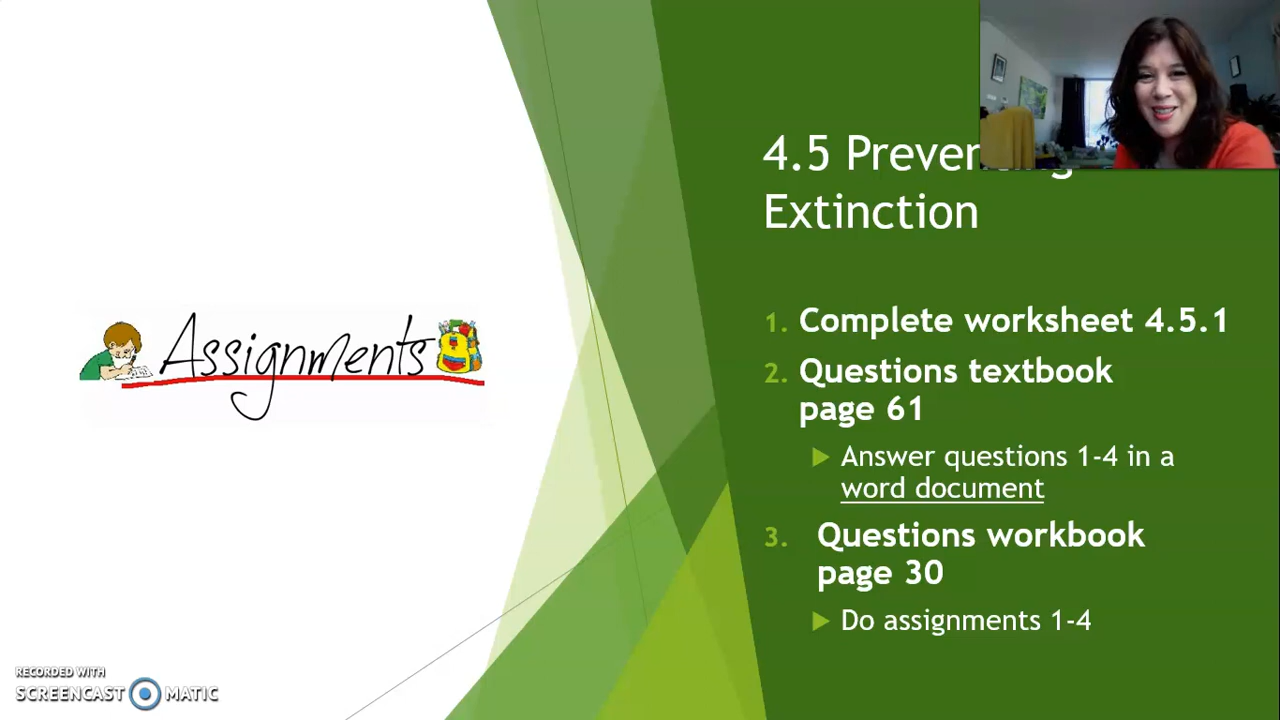 4.5
Extinction
1. Complete worksheet 4.5.1
2. Questions textbook
page 61
Answer questions 1-4 in a
word document
3. Questions workbook
page 30
Do assignments 1-4
Assignments
RECORDED WITH
SCREENCAST MATIC